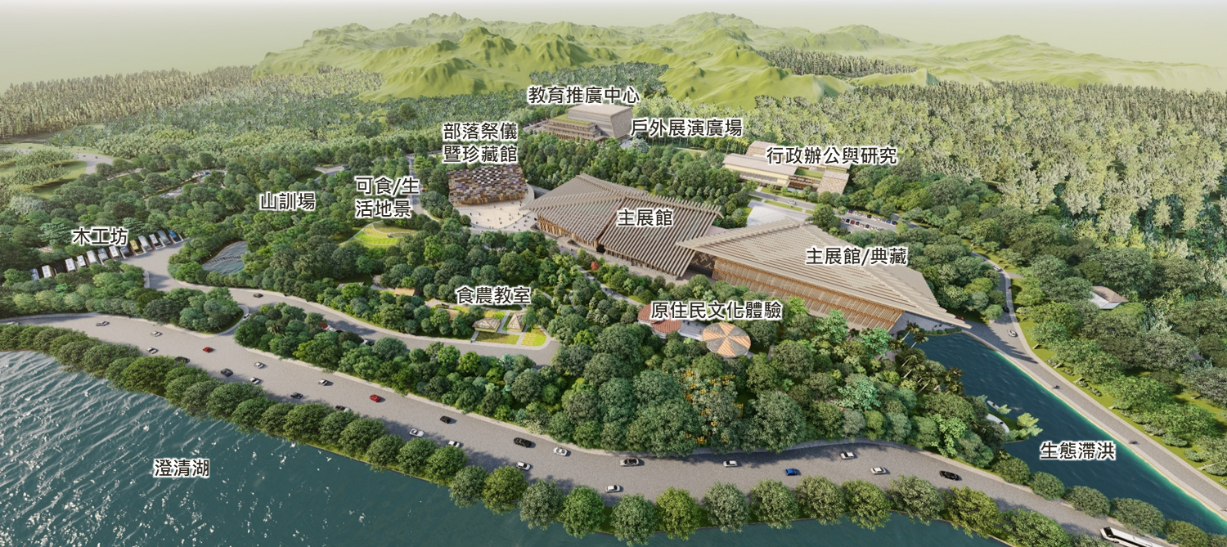 教育推廣中心
戶外展演廣場
部落祭儀
暨珍藏館
行政辦公與研究
可食/生
活地景
山訓場
主展館
木工坊
主展館/典藏
食農教室
原住民文化體驗
生態滯洪
澄清湖